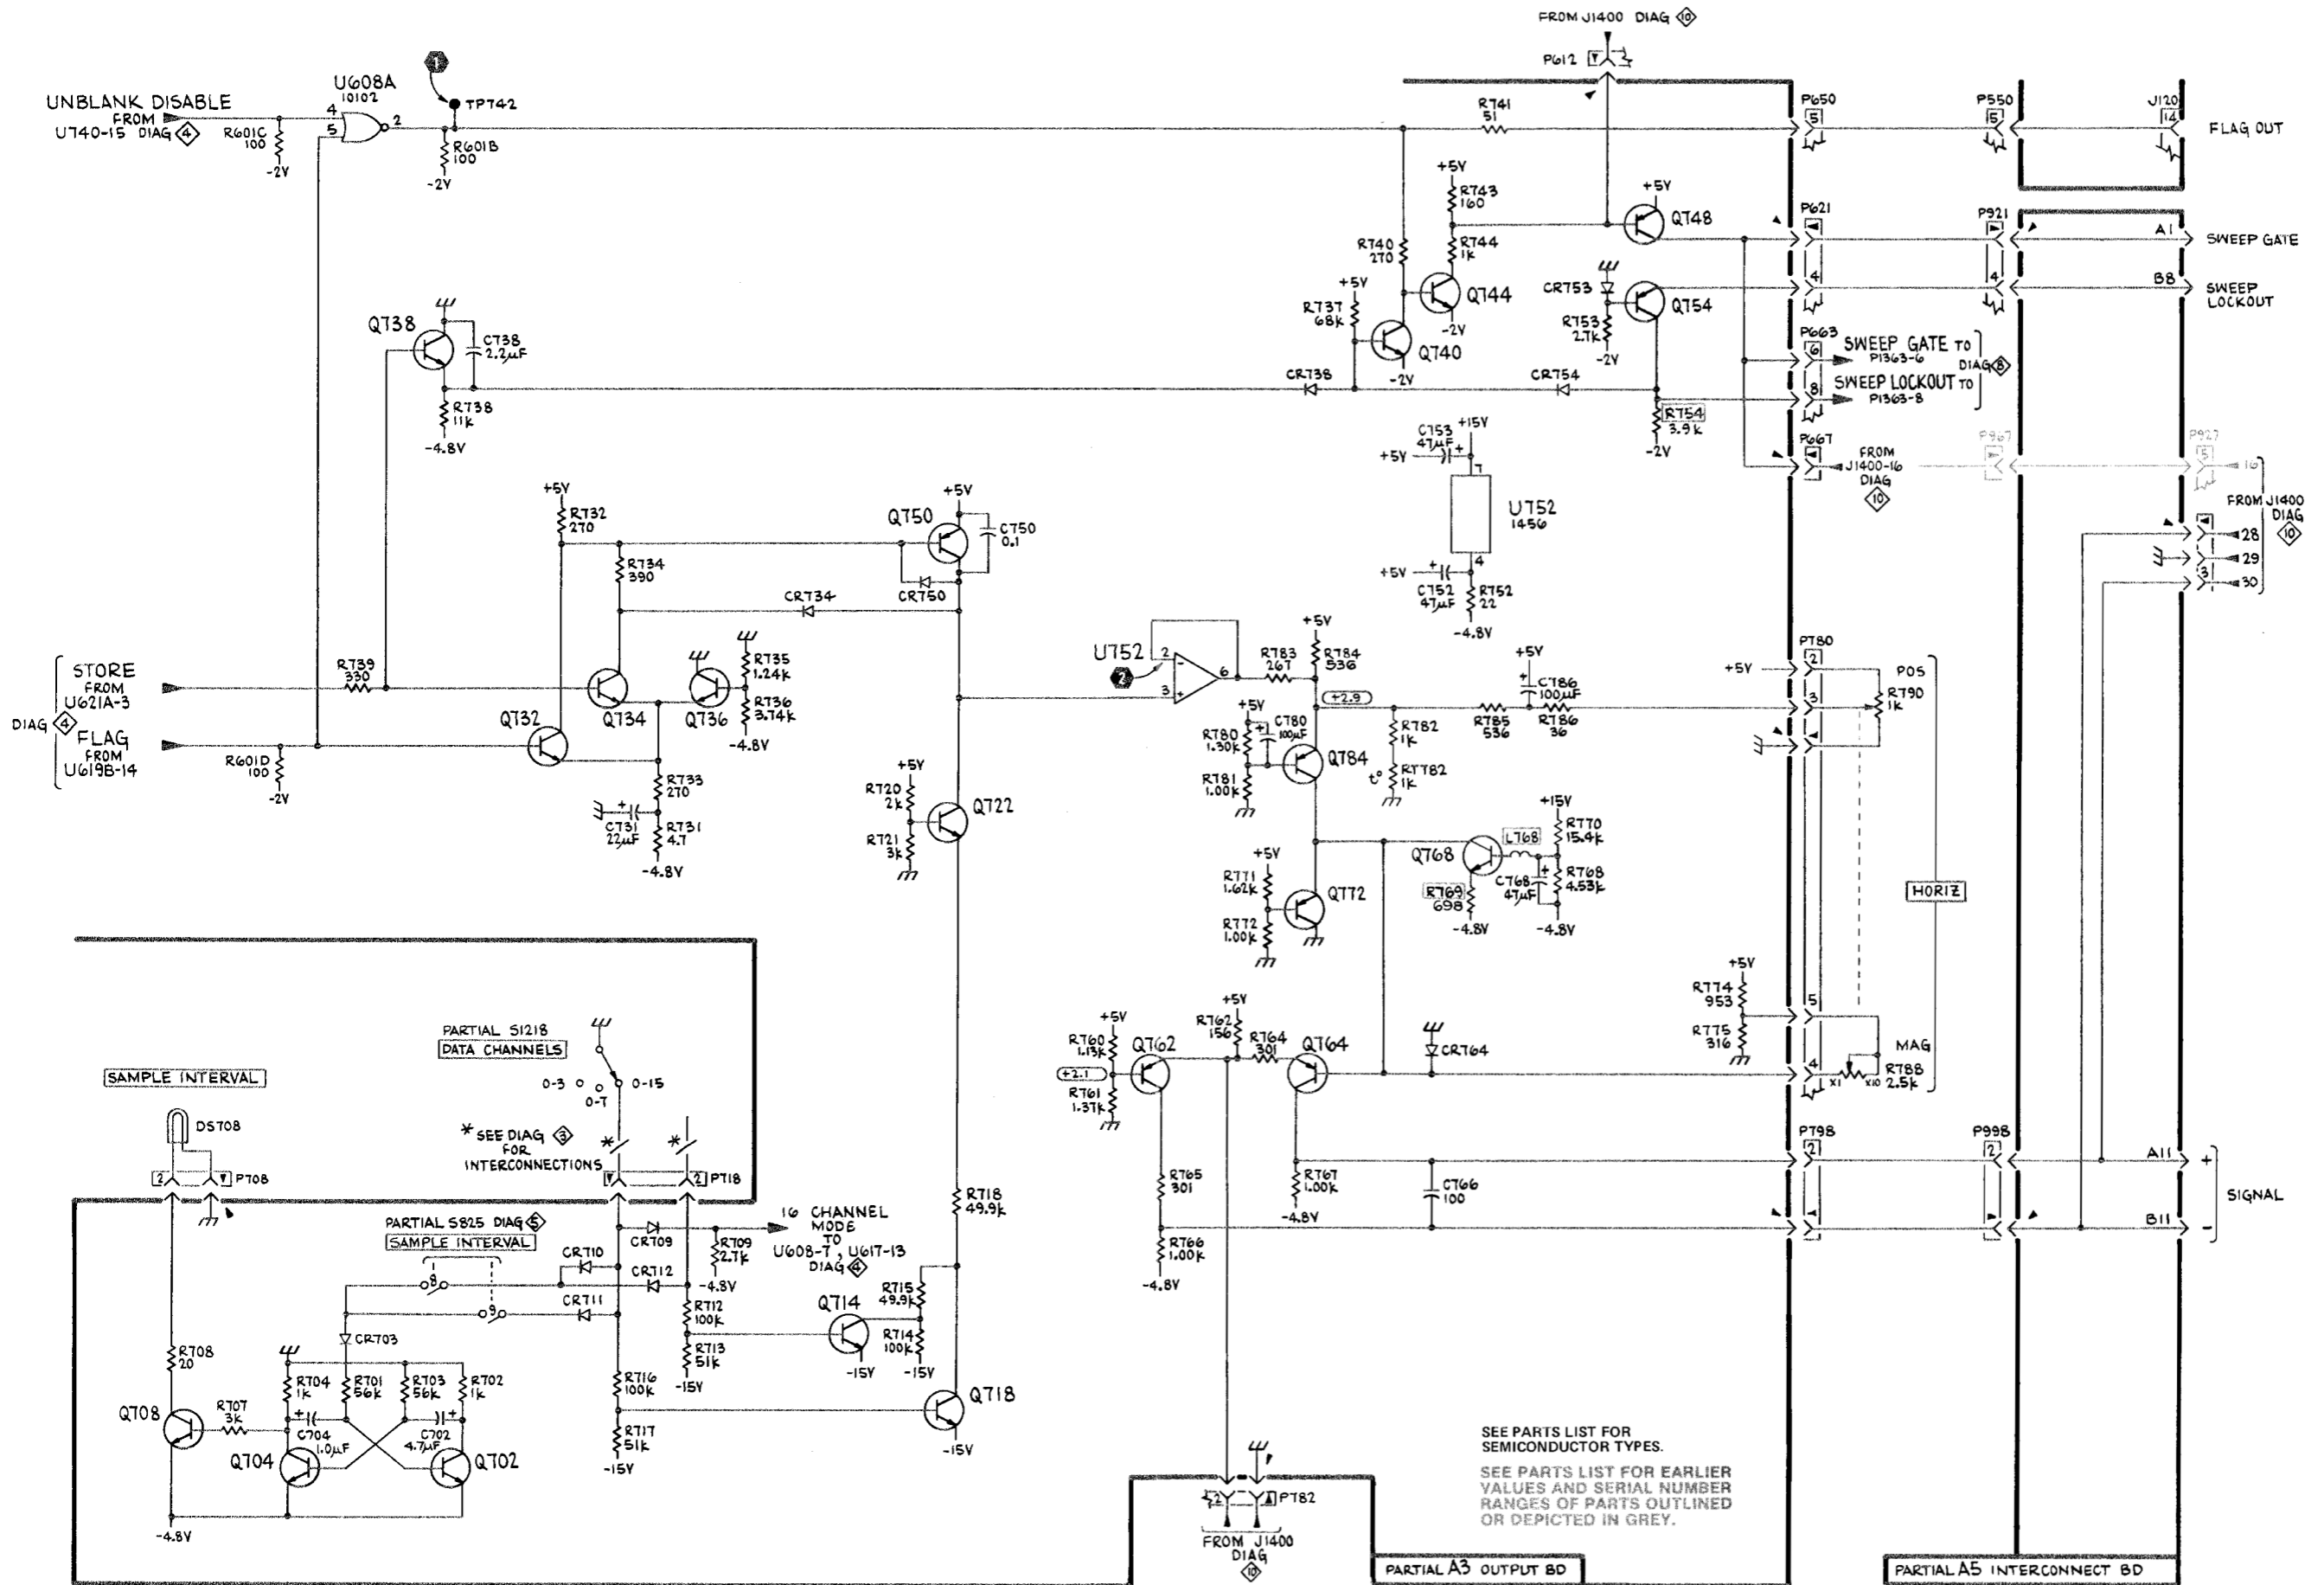 FROM J1400 DIAG 10
P612
1
U608A
10102
UNBLANK DISABLE
FROM
U740-15 DIAG 4
4
5
2
TP742
R601C
100
-2V
R601B
100
-2V
R741
51
P650
5
P550
5
J120
14
FLAG OUT
+5V
R743
160
+5V
Q748
R740
270
R744
1K
P621
P921
A1
SWEEP GATE
+5V
R737
68K
Q744
-2V
Q740
-2V
CR753
R753
2.7K
-2V
Q754
4
4
B8
SWEEP
LOCKOUT
P663
6
SWEEP GATE TO
P1363-6
DIAG 8
8
SWEEP LOCKOUT TO
P1363-8
Q738
C738
2.2µF
R738
11K
-4.8V
CR738
CR754
R754
3.9K
-2V
P667
FROM
J1400-16
DIAG
10
P967
P927
5
16
FROM J1400
DIAG
10
28
29
3
30
C753
47µF
+15V
+5V
7
U752
1456
4
+5V
C752
47µF
R752
22
-4.8V
+5V
R732
270
R734
390
Q750
+5V
C750
0.1
CR750
CR734
DIAG 4
STORE
FROM
U621A-3
FLAG
FROM
U619B-14
R739
330
R601D
100
-2V
Q732
Q734
Q736
R735
1.24K
R736
3.74K
-4.8V
R733
270
C731
22µF
R731
4.7
-4.8V
+5V
R720
2K
R721
3K
Q722
U752
2
2
3
6
R783
267
+5V
R784
536
+2.9
+5V
C786
100µF
R785
536
R786
36
R780
1.30K
C780
100µF
R781
1.00K
Q784
R782
1K
t°
RT782
1K
+5V
P780
2
3
POS
R790
1K
HORIZ
Q768
L768
+15V
R770
15.4K
R769
698
-4.8V
C768
47µF
R768
4.53K
-4.8V
+5V
R771
1.62K
R772
1.00K
Q772
+5V
R774
953
R775
316
5
4
MAG
X1
X10
R788
2.5K
+5V
R760
1.13K
+2.1
R761
1.37K
Q762
+5V
R762
156
R764
301
Q764
CR764
R765
301
R766
1.00K
-4.8V
R767
1.00K
-4.8V
C766
100
P798
2
P998
2
A11
+
SIGNAL
B11
-
SAMPLE INTERVAL
DS708
2
P708
PARTIAL S1218
DATA CHANNELS
0-3
0-7
0-15
* SEE DIAG 3
FOR
INTERCONNECTIONS
*
*
2
P718
PARTIAL S825 DIAG 5
SAMPLE INTERVAL
8
9
CR709
R709
2.7K
-4.8V
16 CHANNEL
MODE
TO
U608-7, U617-13
DIAG 4
CR710
CR712
CR711
CR703
R718
49.9K
R715
49.9K
R714
100K
-15V
Q714
-15V
R712
100K
R713
51K
-15V
R716
100K
R717
51K
-15V
Q718
-15V
R708
20
Q708
R707
3K
R704
1K
R701
56K
R703
56K
R702
1K
C704
1.0µF
C702
4.7µF
Q704
Q702
-4.8V
2
P782
FROM J1400
DIAG
10
SEE PARTS LIST FOR
SEMICONDUCTOR TYPES.
SEE PARTS LIST FOR EARLIER
VALUES AND SERIAL NUMBER
RANGES OF PARTS OUTLINED
OR DEPICTED IN GREY.
PARTIAL A3 OUTPUT BD
PARTIAL A5 INTERCONNECT BD